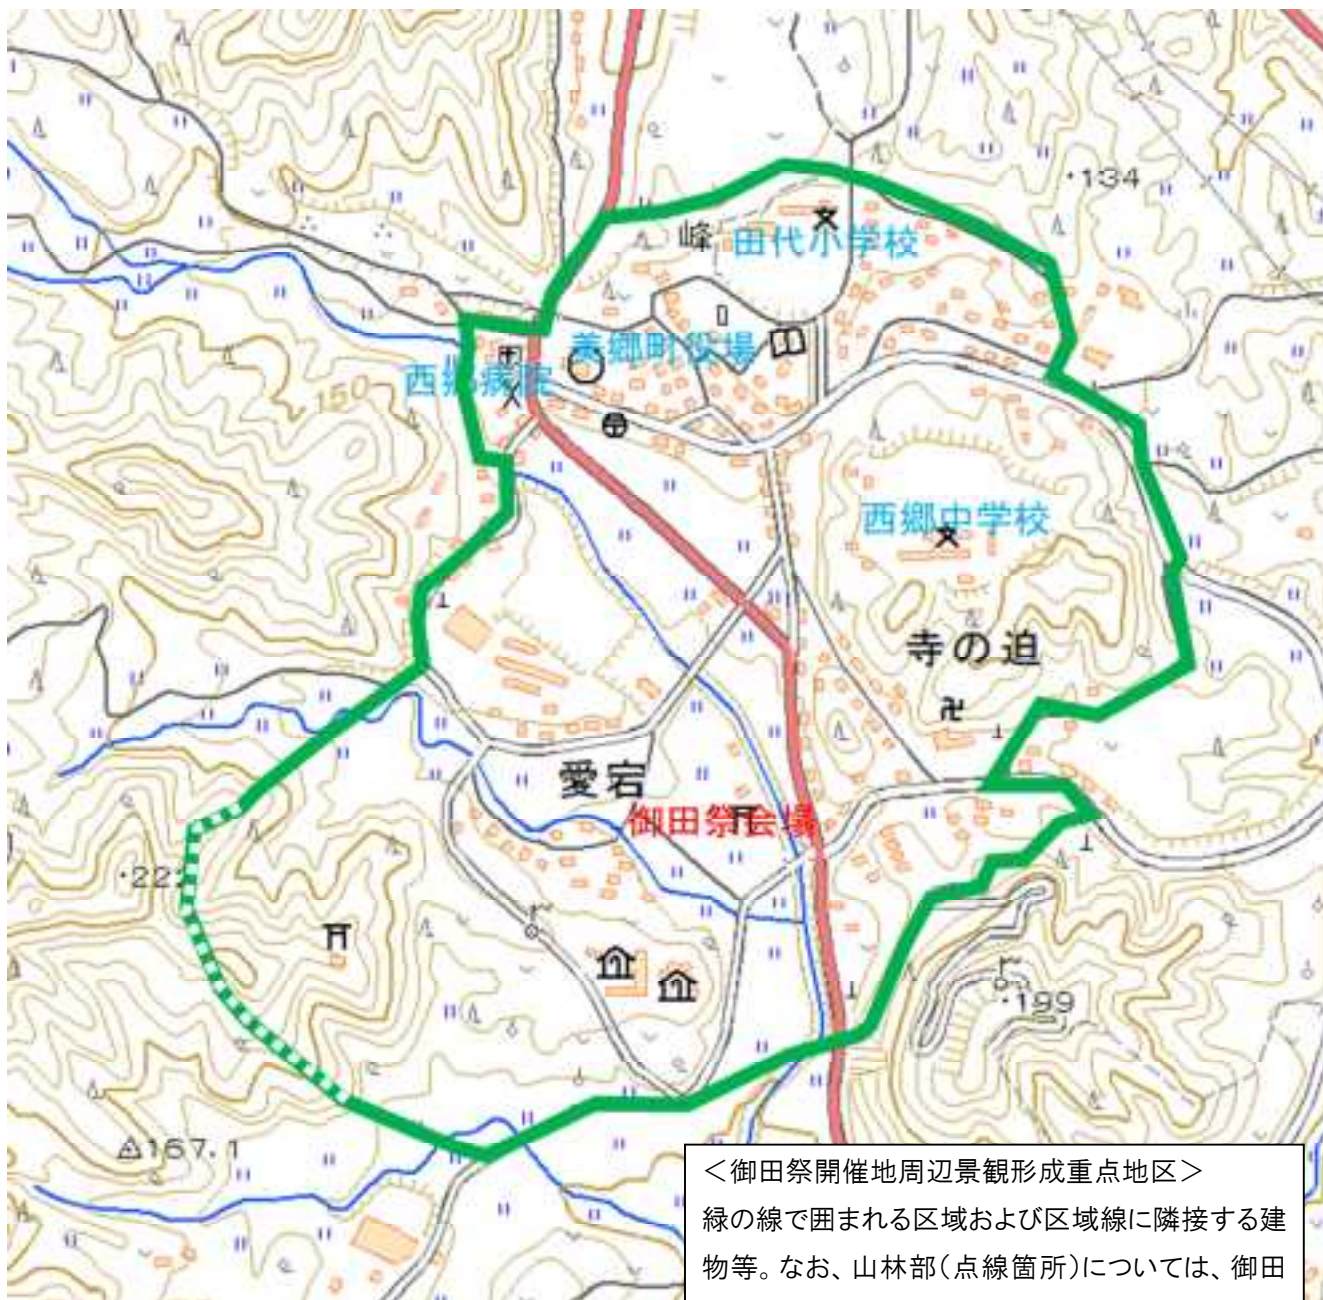 134
峰
田代小学校
美郷町役場
西郷病院
150
西郷中学校
寺の迫
愛宕
御田祭会場
222
199
167.1
＜御田祭開催地周辺景観形成重点地区＞
緑の線で囲まれる区域および区域線に隣接する建
物等。なお、山林部（点線箇所）については、御田